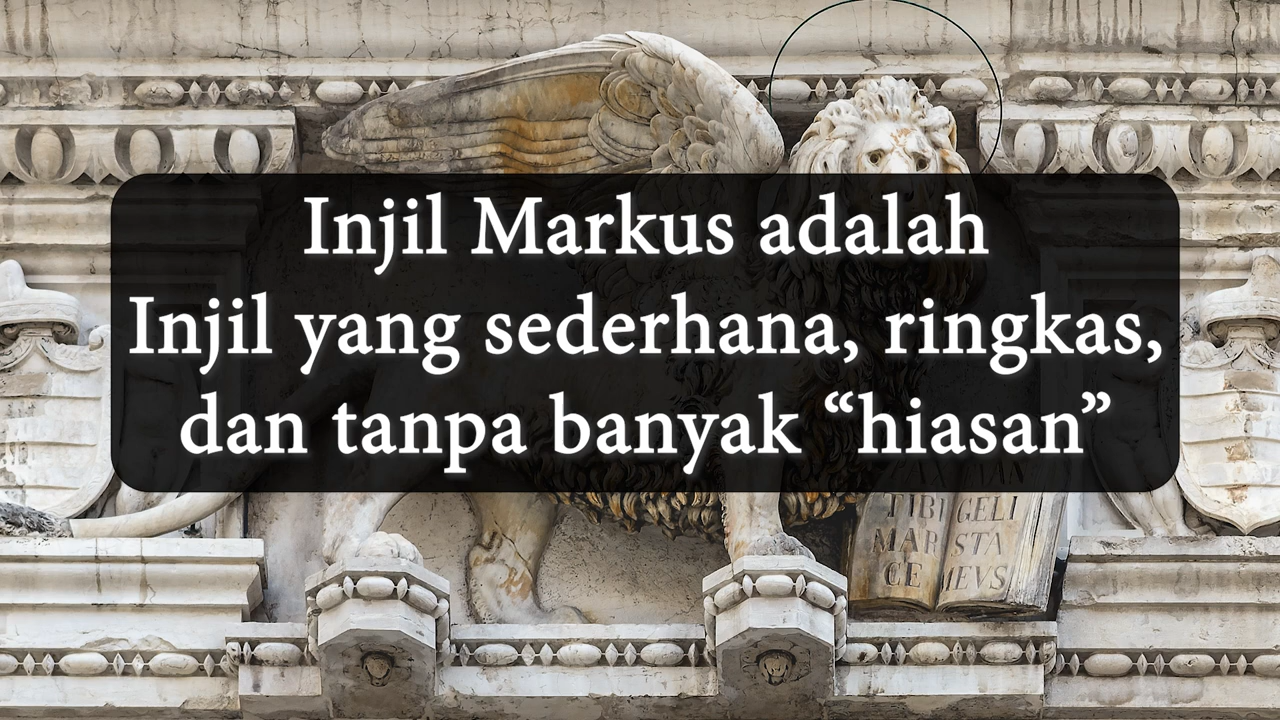 Injil Markus adalah
Injil yang sederhana, ringkas,
dan tanpa banyak “hiasan”
TIBI GELI
MAR STA
CE MEVS